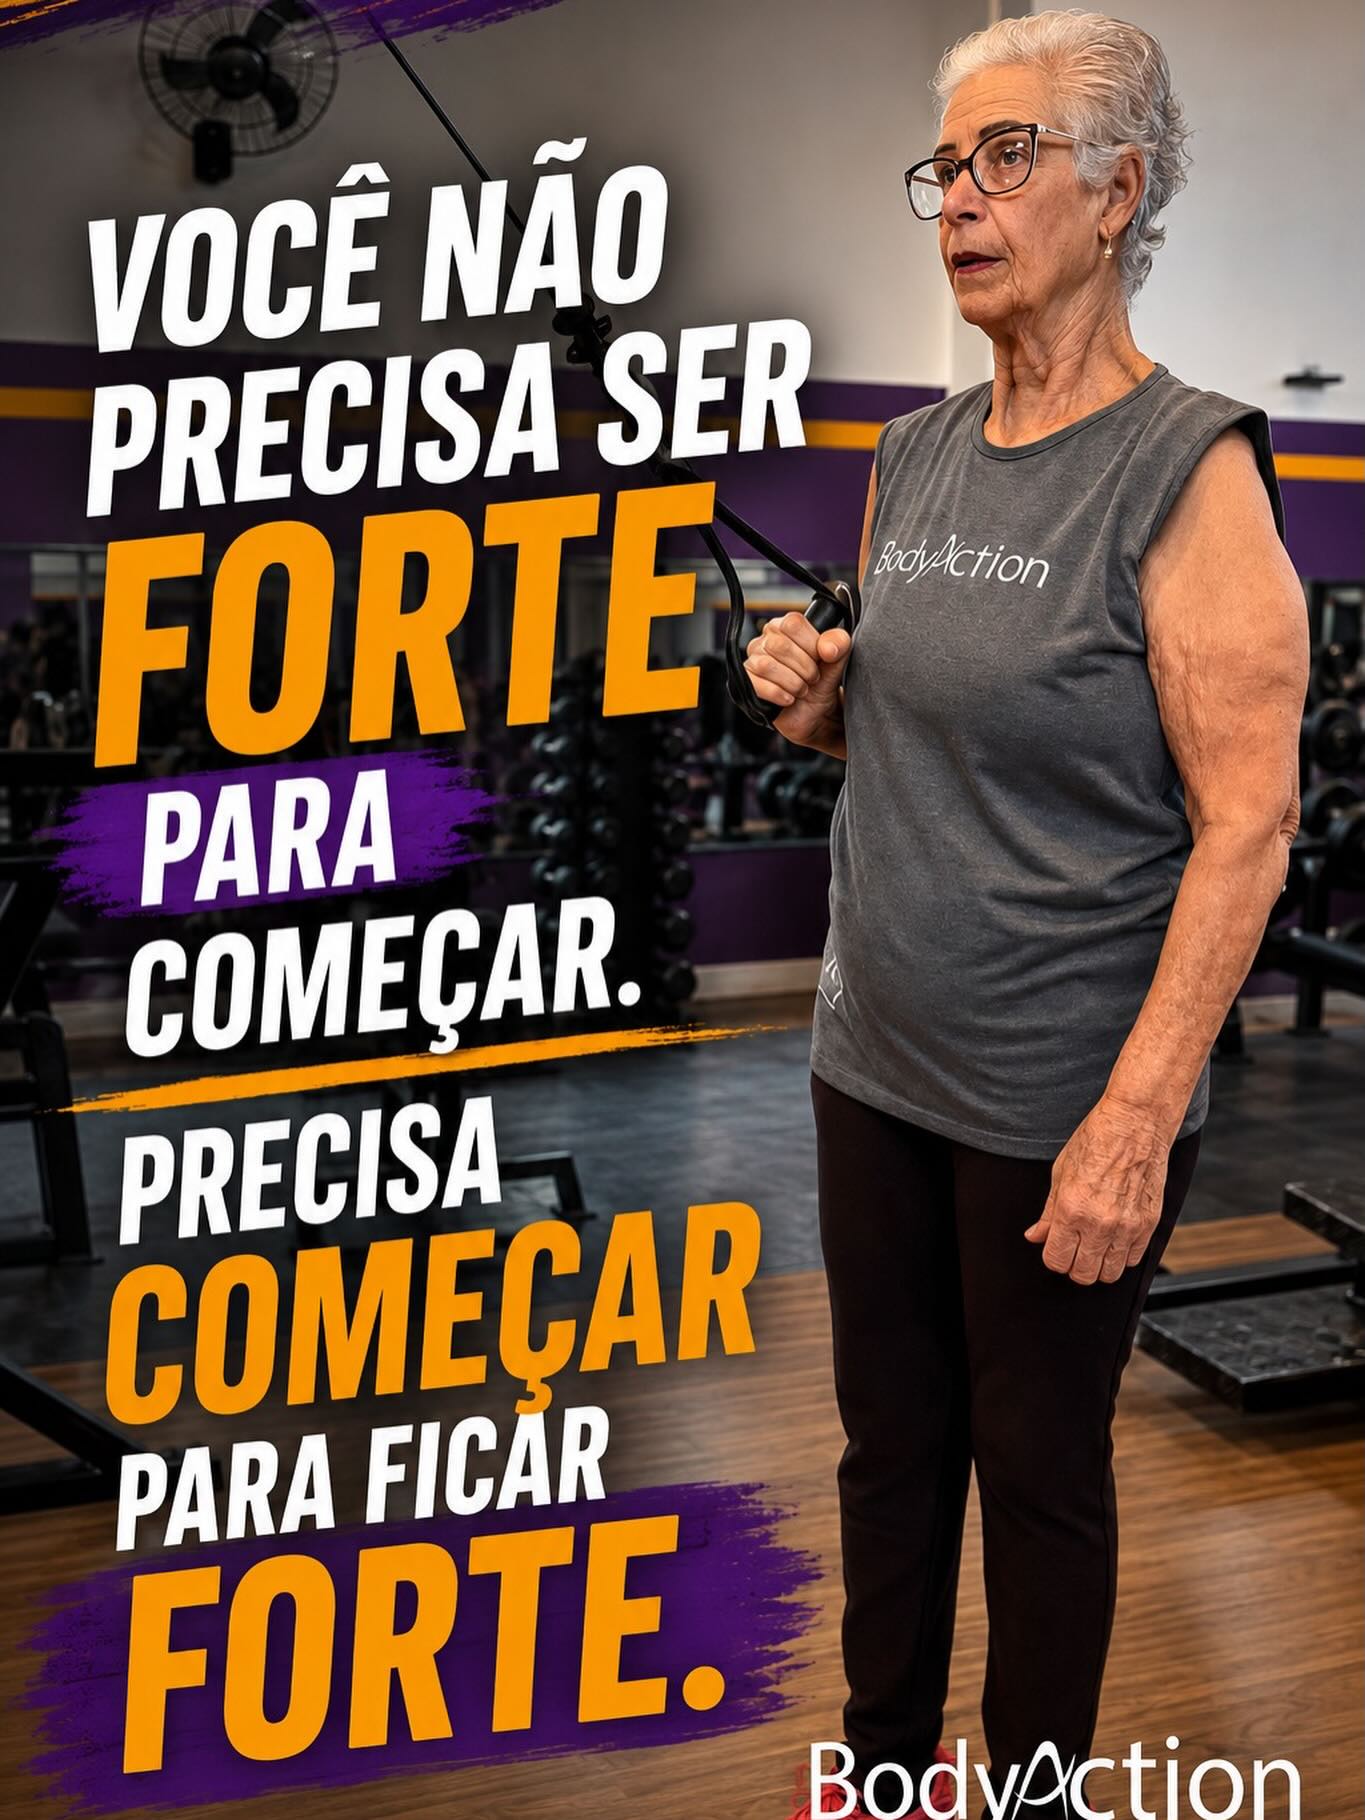 VOCÊ NÃO
PRECISA SER
FORTE
PARA
COMEÇAR.
PRECISA
COMEÇAR
PARA FICAR
FORTE.
BodyAction
BodyAction